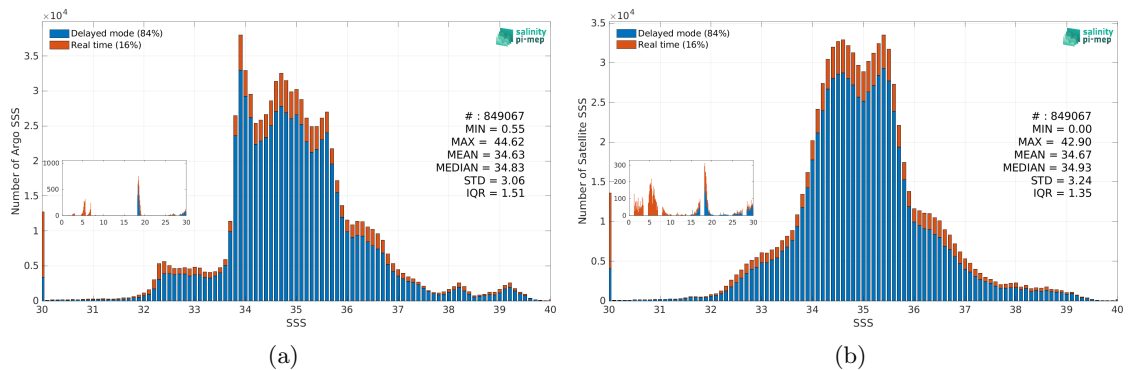 ×10⁴
Delayed mode (84%)
Real time (16%)
salinity
pi-mep
# : 849067
MIN = 0.55
MAX = 44.62
MEAN = 34.63
MEDIAN = 34.83
STD = 3.06
IQR = 1.51
Number of Argo SSS
3.5
3
2.5
2
1.5
1
0.5
0
1000
500
0
0 5 10 15 20 25 30
30 31 32 33 34 35 36 37 38 39 40
SSS
(a)
×10⁴
Delayed mode (84%)
Real time (16%)
salinity
pi-mep
# : 849067
MIN = 0.00
MAX = 42.90
MEAN = 34.67
MEDIAN = 34.93
STD = 3.24
IQR = 1.35
Number of Satellite SSS
3.5
3
2.5
2
1.5
1
0.5
0
300
200
100
0
0 5 10 15 20 25 30
30 31 32 33 34 35 36 37 38 39 40
SSS
(b)